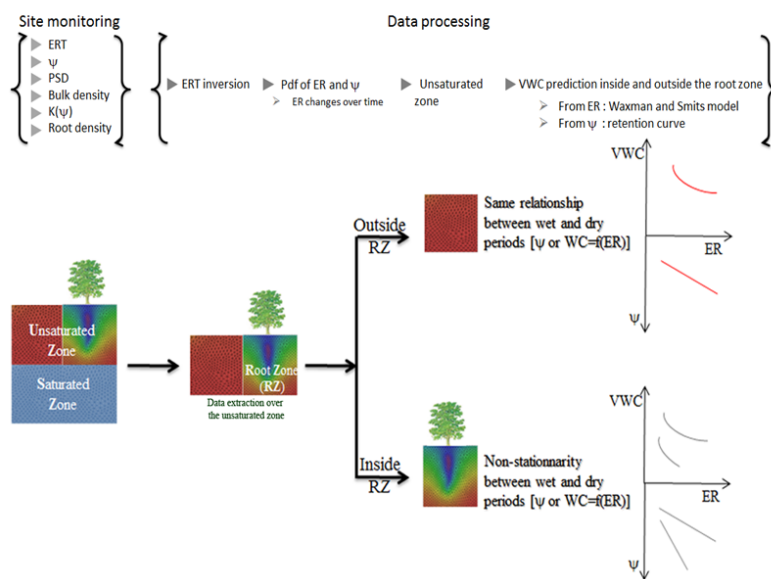 Site monitoring
Data processing
ERT
ψ
PSD
Bulk density
K(ψ)
Root density
ERT inversion
Pdf of ER and ψ
ER changes over time
Unsaturated
zone
VWC prediction inside and outside the root zone
From ER : Waxman and Smits model
From ψ : retention curve
VWC
ER
ψ
Outside
RZ
Same relationship
between wet and dry
periods [ψ or WC=f(ER)]
Unsaturated
Zone
Saturated
Zone
Root Zone
(RZ)
Data extraction over
the unsaturated zone
Inside
RZ
Non-stationnarity
between wet and dry
periods [ψ or WC=f(ER)]
VWC
ER
ψ